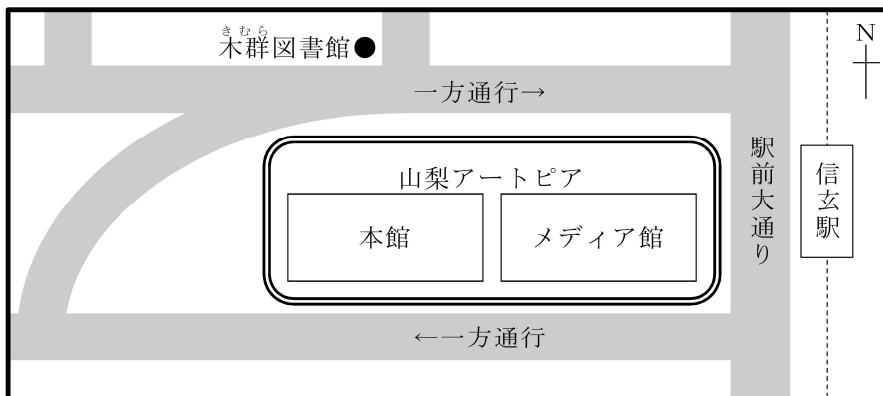 きむら
木群図書館●
N
一方通行→
駅前大通り
信玄駅
山梨アートピア
本館
メディア館
←一方通行